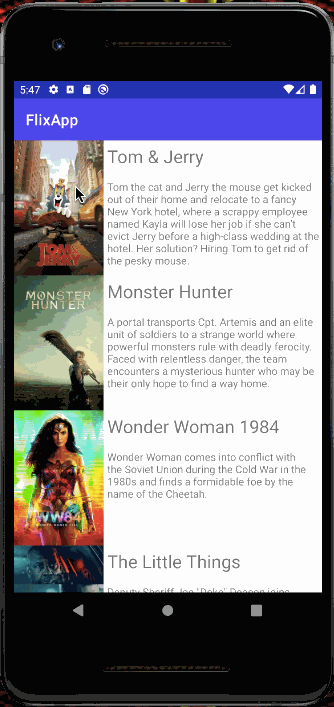 5:47
FlixApp
Tom & Jerry
Tom the cat and Jerry the mouse get kicked
out of their home and relocate to a fancy
New York hotel, where a scrappy employee
named Kayla will lose her job if she can't
evict Jerry before a high-class wedding at the
hotel. Her solution? Hiring Tom to get rid of
the pesky mouse.
TOM
JERRY
MONSTER
HUNTER
Monster Hunter
A portal transports Cpt. Artemis and an elite
unit of soldiers to a strange world where
powerful monsters rule with deadly ferocity.
Faced with relentless danger, the team
encounters a mysterious hunter who may be
their only hope to find a way home.
Wonder Woman 1984
Wonder Woman comes into conflict with
the Soviet Union during the Cold War in the
1980s and finds a formidable foe by the
name of the Cheetah.
WW84
The Little Things
Deputy Sheriff Joe "Deke" Deacon joins